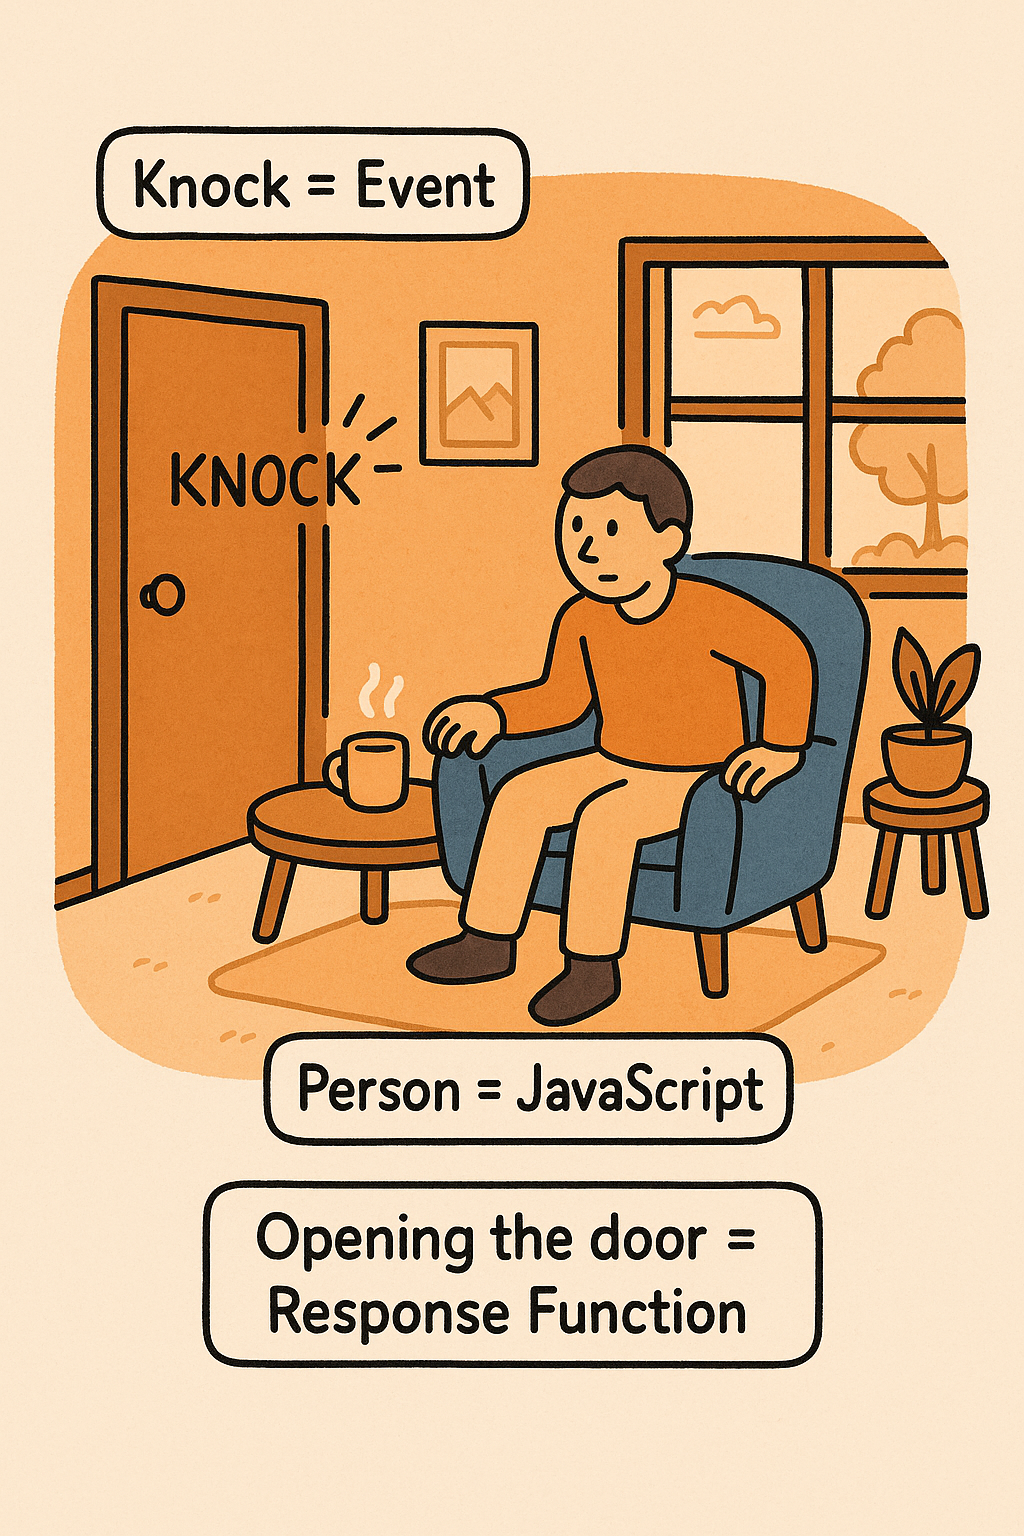 Knock = Event
KNOCK
Person = JavaScript
Opening the door =
Response Function